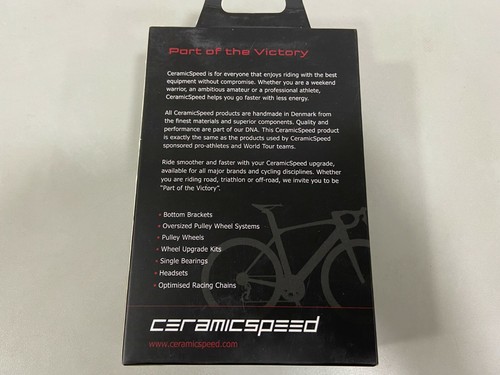 Part of the Victory
CeramicSpeed is for everyone that enjoys riding with the best
equipment without compromise. Whether you are a weekend
warrior, an ambitious amateur or a professional athlete,
CeramicSpeed helps you go faster with less energy.
All CeramicSpeed products are handmade in Denmark from
the finest materials and superior components. Quality and
performance are part of our DNA. This CeramicSpeed product
is exactly the same as the products used by CeramicSpeed
sponsored pro-athletes and World Tour teams.
Ride smoother and faster with your CeramicSpeed upgrade,
available for all major brands and cycling disciplines. Whether
you are riding road, triathlon or off-road, we invite you to be
"Part of the Victory".
• Bottom Brackets
• Oversized Pulley Wheel Systems
• Pulley Wheels
• Wheel Upgrade Kits
• Single Bearings
• Headsets
• Optimised Racing Chains
CERAMICSPEED
www.ceramicspeed.com